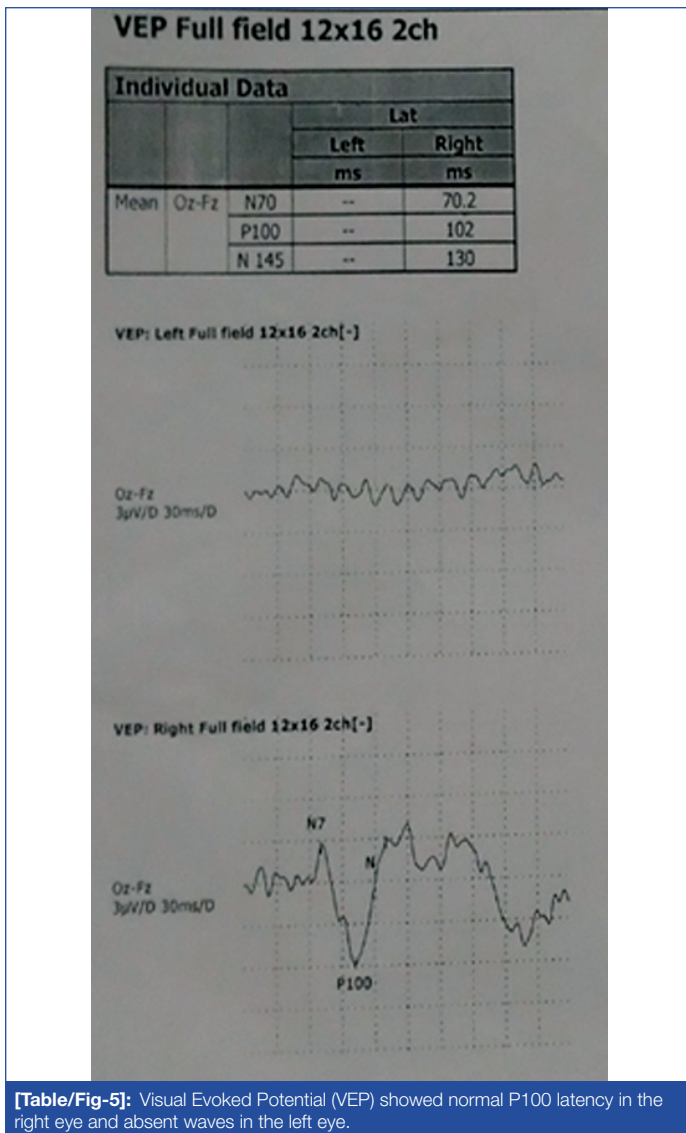 VEP Full field 12x16 2ch
Individual Data
Lat
Left Right
ms ms
Mean Oz-Fz N70 -- 70.2
P100 -- 102
N 145 -- 130
VEP: Left Full field 12x16 2ch[-]
Oz-Fz
3µV/D 30ms/D
VEP: Right Full field 12x16 2ch[-]
N7
N
Oz-Fz
3µV/D 30ms/D
P100
[Table/Fig-5]: Visual Evoked Potential (VEP) showed normal P100 latency in the
right eye and absent waves in the left eye.